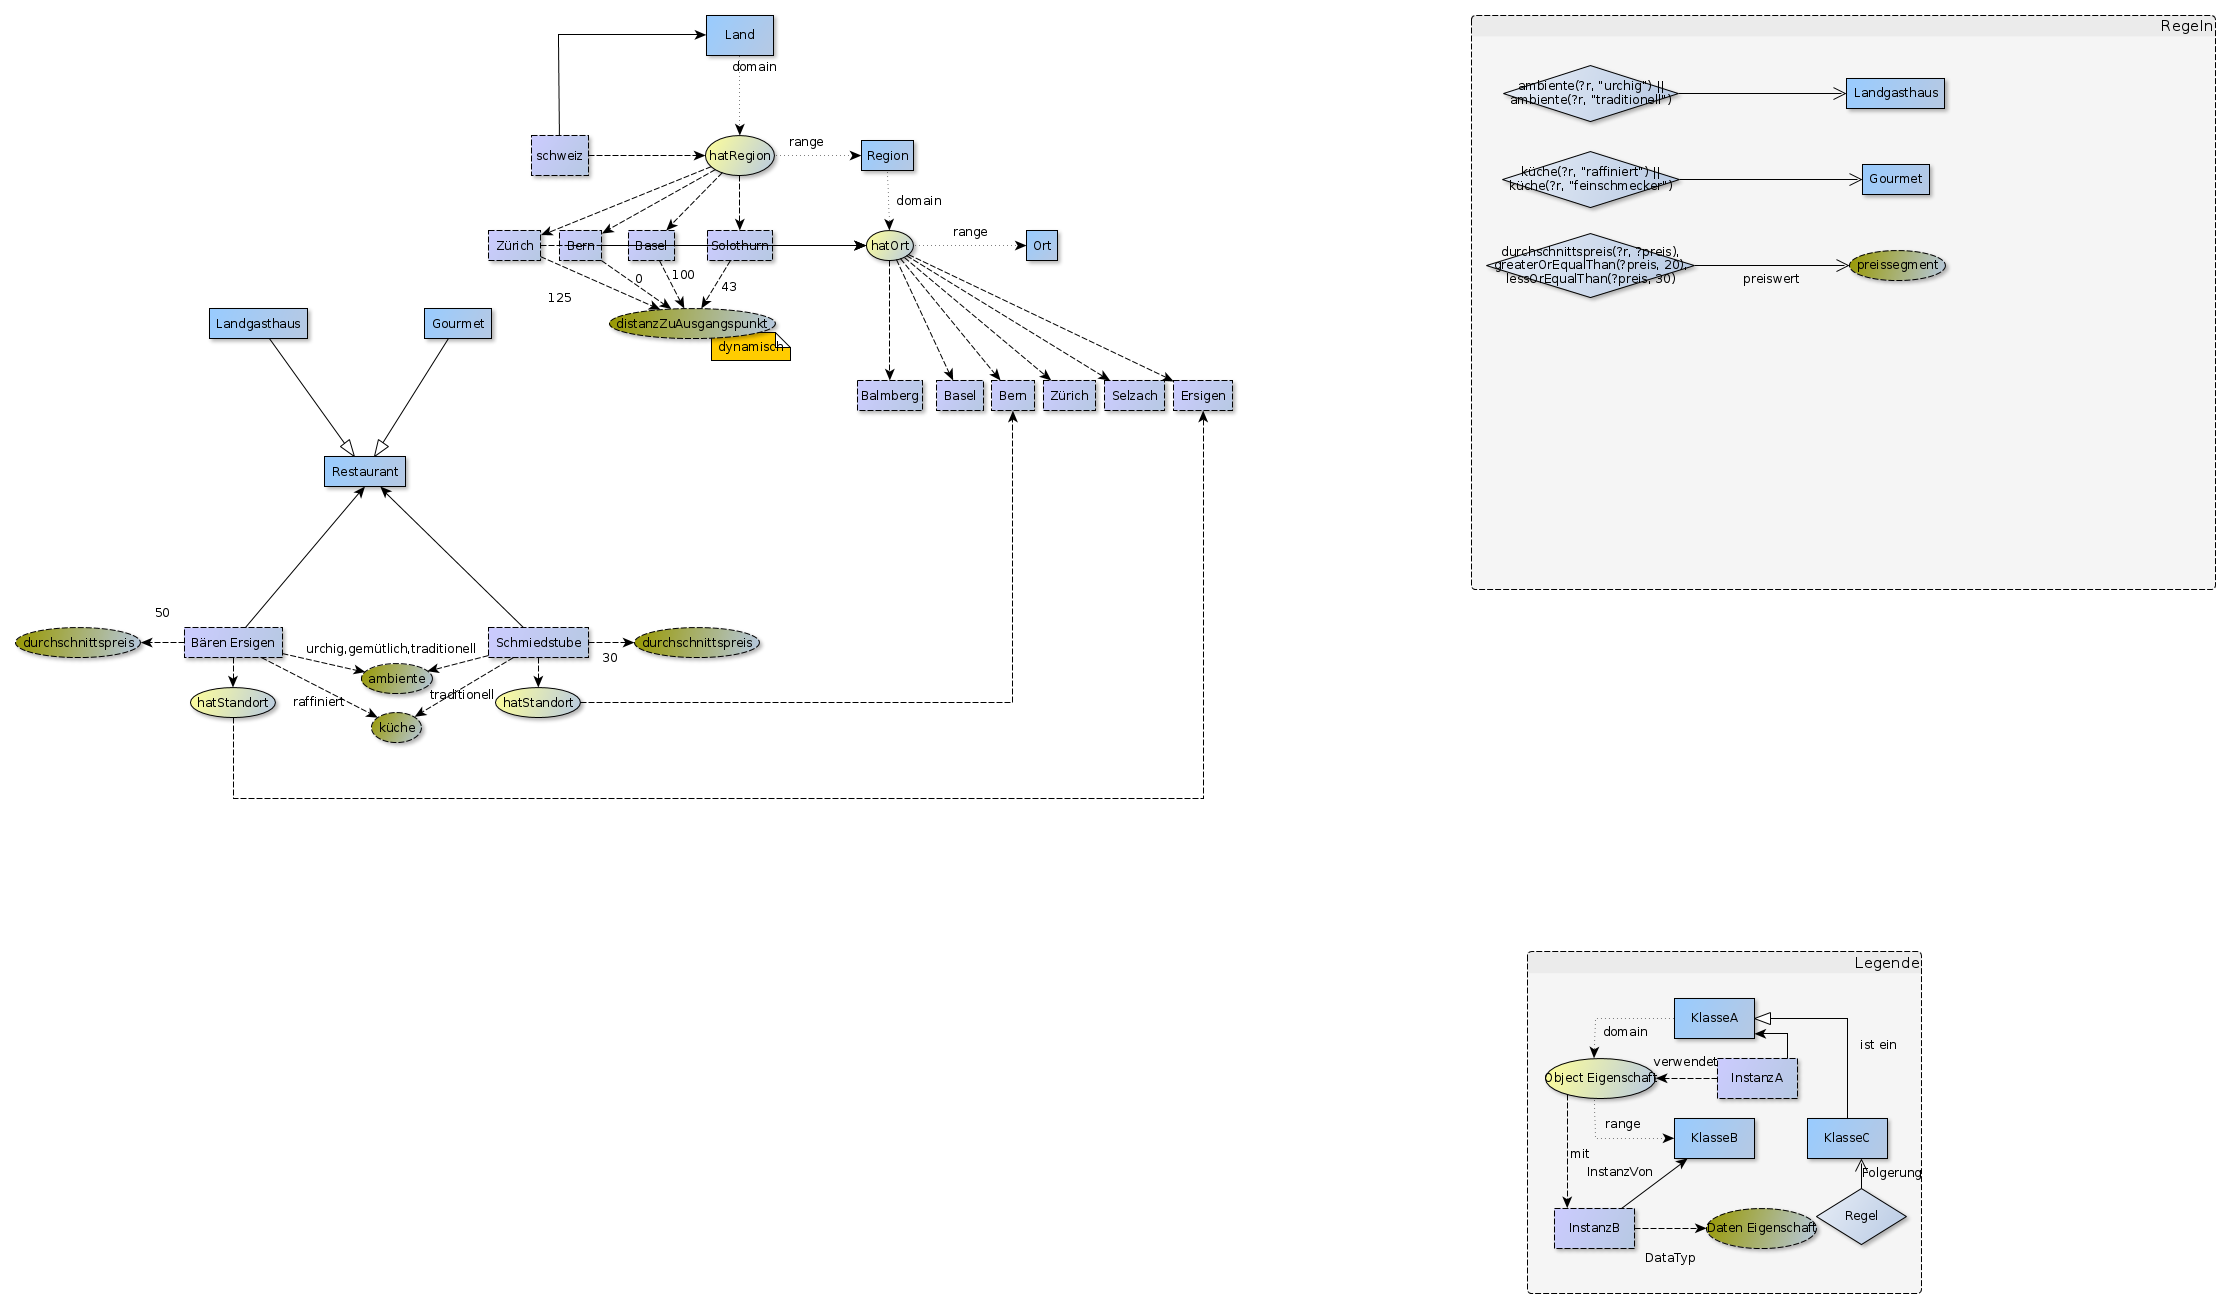 Land
domain
schweiz
hatRegion
range
Region
domain
Zürich
Bern
Basel
Solothurn
hatOrt
range
Ort
125
0
100
43
distanzZuAusgangspunkt
dynamisch
Balmberg
Basel
Bern
Zürich
Selzach
Ersigen
Landgasthaus
Gourmet
Restaurant
50
durchschnittspreis
Bären Ersigen
urchig,gemütlich,traditionell
Schmiedstube
30
durchschnittspreis
ambiente
hatStandort
raffiniert
traditionell
hatStandort
küche
Regeln
ambiente(?r, "urchig") ||
ambiente(?r, "traditionell")
Landgasthaus
küche(?r, "raffiniert") ||
küche(?r, "feinschmecker")
Gourmet
durchschnittspreis(?r, ?preis),
greaterOrEqualThan(?preis, 20),
lessOrEqualThan(?preis, 30)
preiswert
preissegment
Legende
KlasseA
domain
ist ein
verwendet
Object Eigenschaft
InstanzA
range
KlasseB
KlasseC
mit
InstanzVon
Folgerung
InstanzB
Daten Eigenschaft
Regel
DataTyp